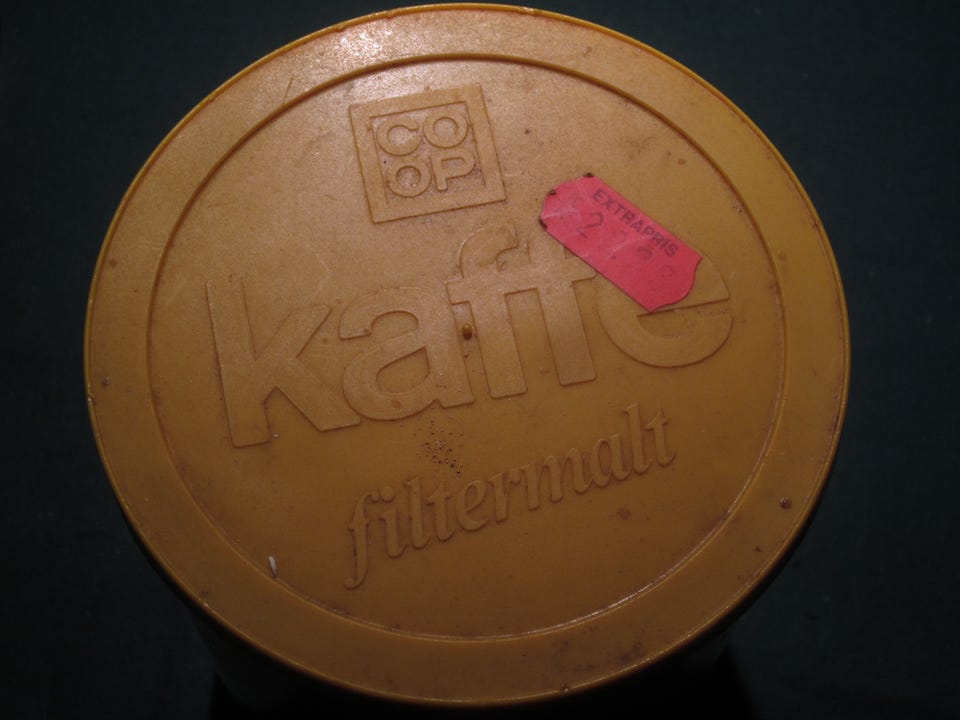 CO
OP
EXTRAPRIS
kaffe
filtermalt